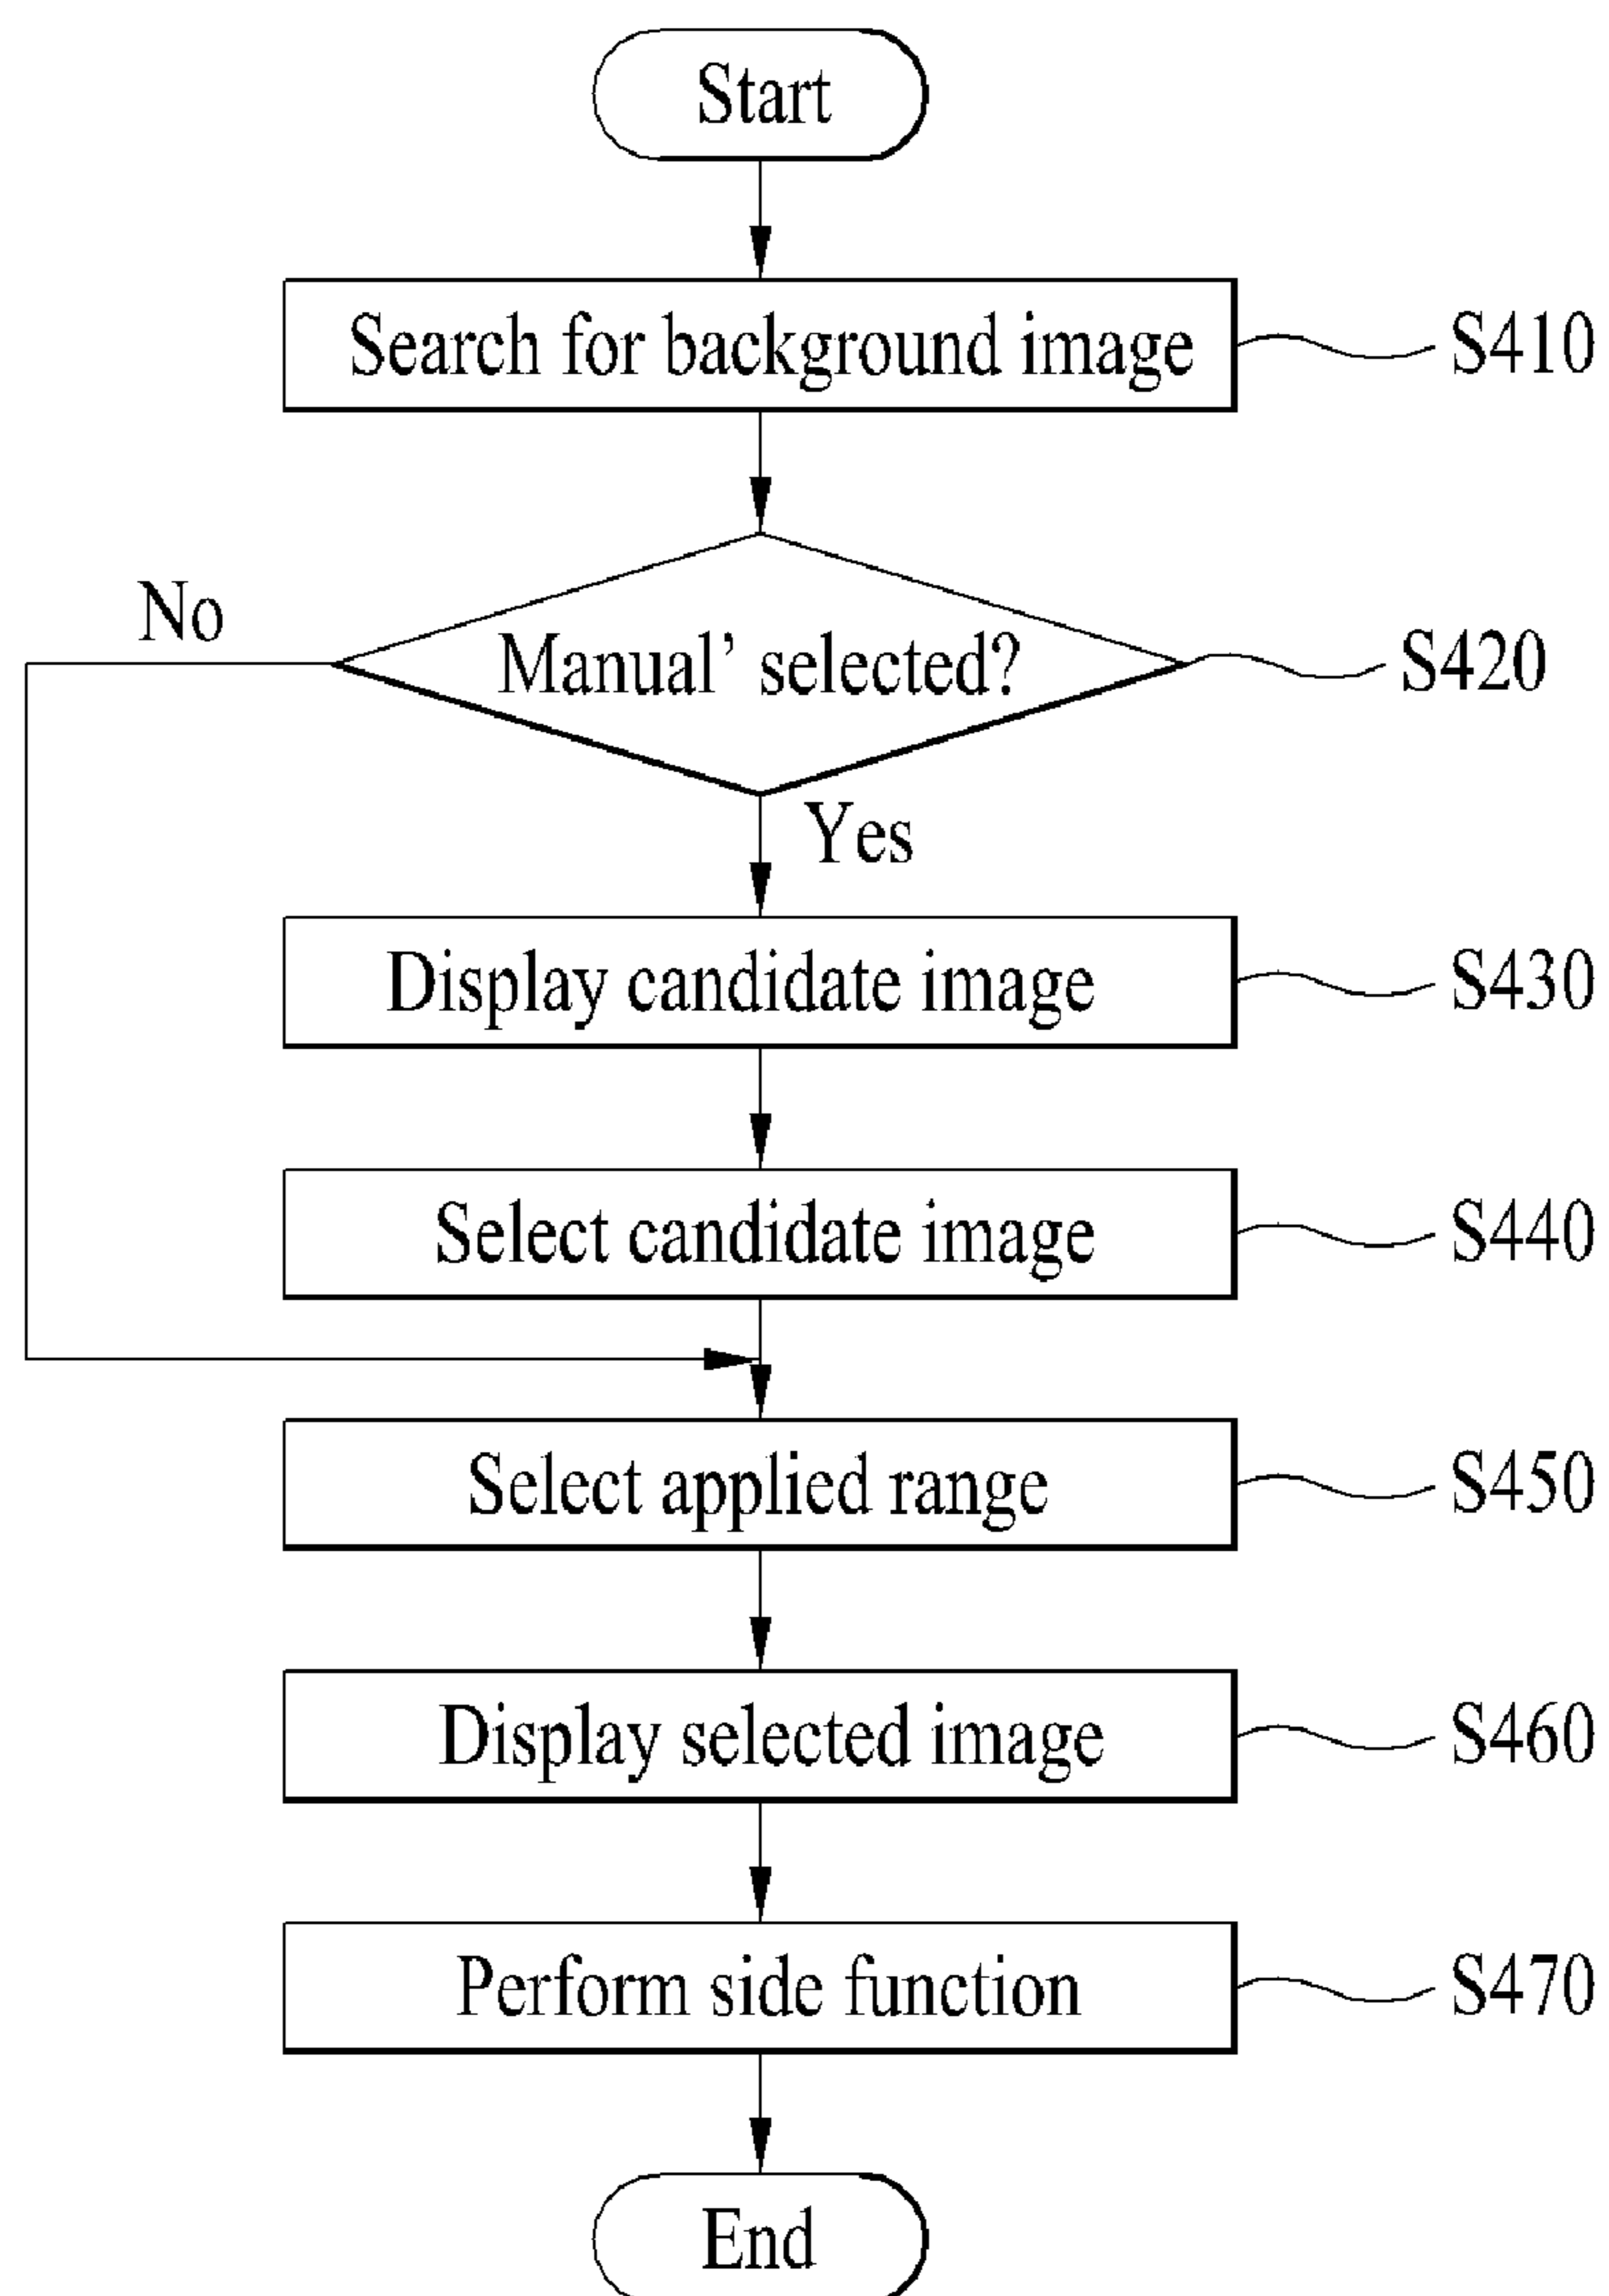 Start
Search for background image
S410
No
Manual’ selected?
S420
Yes
Display candidate image
S430
Select candidate image
S440
Select applied range
S450
Display selected image
S460
Perform side function
S470
End